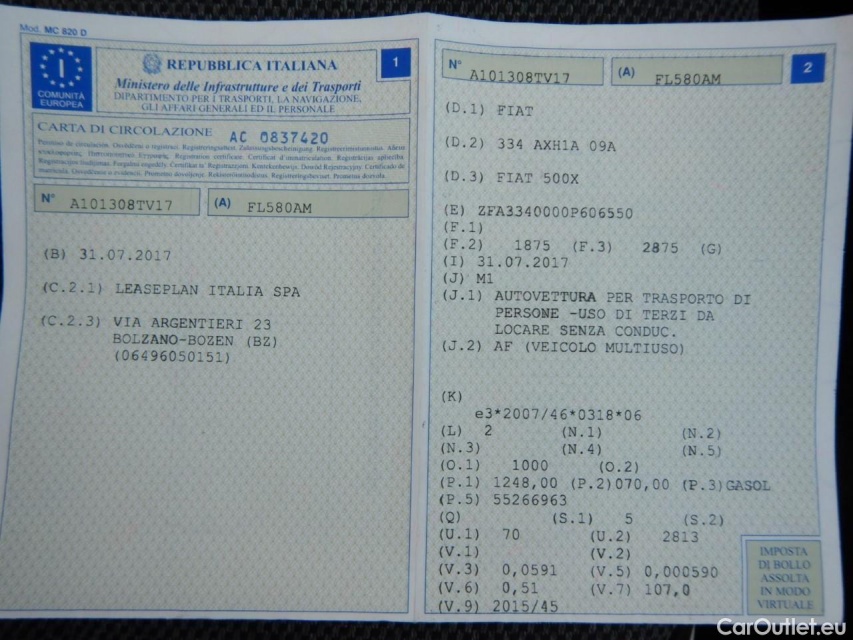 Mod. MC 820 D
COMUNITÀ
EUROPEA
REPUBBLICA ITALIANA
1
Ministero delle Infrastrutture e dei Trasporti
DIPARTIMENTO PER I TRASPORTI, LA NAVIGAZIONE,
GLI AFFARI GENERALI ED IL PERSONALE
CARTA DI CIRCOLAZIONE AC 0837420
N° A101308TV17 (A) FL580AM
(B) 31.07.2017
(C.2.1) LEASEPLAN ITALIA SPA
(C.2.3) VIA ARGENTIERI 23
BOLZANO-BOZEN (BZ)
(06496050151)
N° A101308TV17 (A) FL580AM 2
(D.1) FIAT
(D.2) 334 AXH1A 09A
(D.3) FIAT 500X
(E) ZFA3340000P606550
(F.1)
(F.2) 1875 (F.3) 2875 (G)
(I) 31.07.2017
(J) M1
(J.1) AUTOVETTURA PER TRASPORTO DI
PERSONE -USO DI TERZI DA
LOCARE SENZA CONDUC.
(J.2) AF (VEICOLO MULTIUSO)
(K)
e3*2007/46*0318*06
(L) 2 (N.1) (N.2)
(N.3) (N.4) (N.5)
(O.1) 1000 (O.2)
(P.1) 1248,00 (P.2)070,00 (P.3)GASOL
(P.5) 55266963
(Q) (S.1) 5 (S.2)
(U.1) 70 (U.2) 2813
(V.1) (V.2)
(V.3) 0,0591 (V.5) 0,000590
(V.6) 0,51 (V.7) 107,0
(V.9) 2015/45
IMPOSTA
DI BOLLO
ASSOLTA
IN MODO
VIRTUALE
CarOutlet.eu